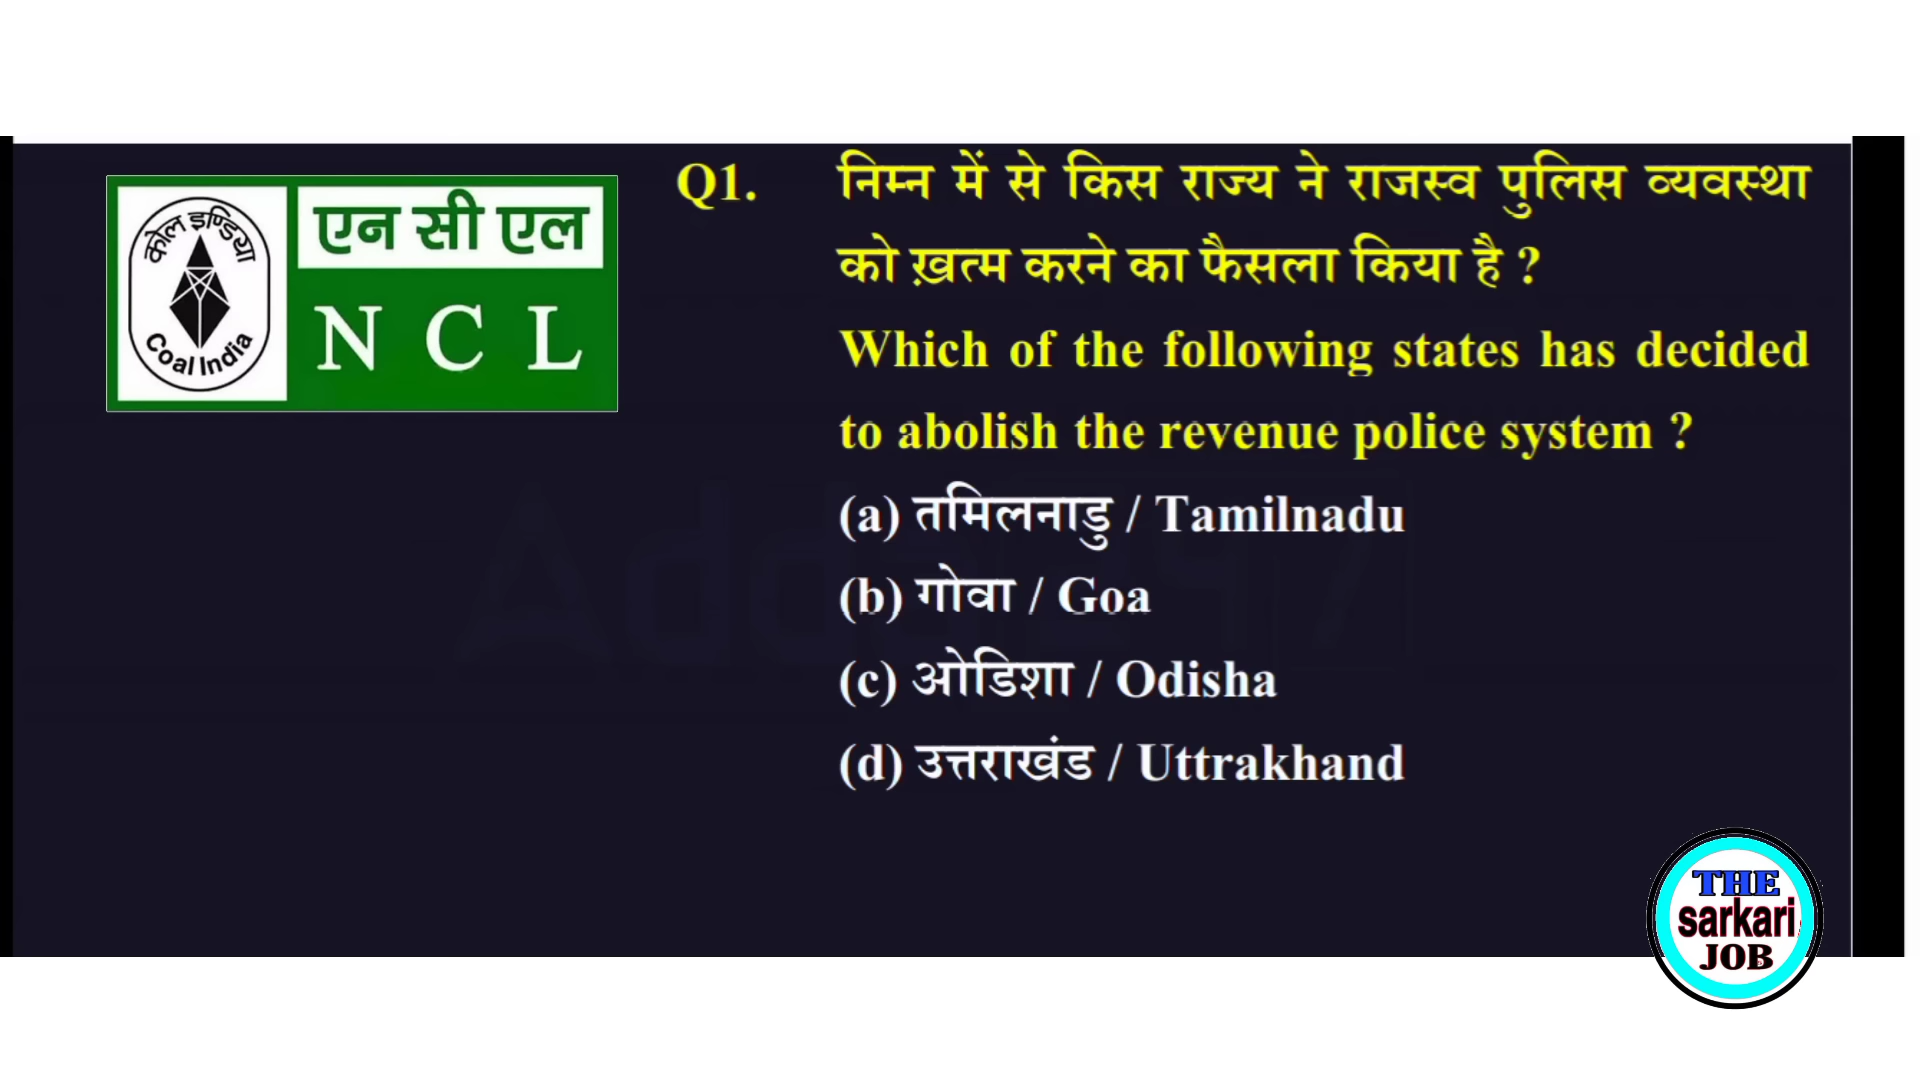 कोल इण्डिया
Coal India
एन सी एल
N C L
Q1. निम्न में से किस राज्य ने राजस्व पुलिस व्यवस्था
को ख़त्म करने का फैसला किया है ?
Which of the following states has decided
to abolish the revenue police system ?
(a) तमिलनाडु / Tamilnadu
(b) गोवा / Goa
(c) ओडिशा / Odisha
(d) उत्तराखंड / Uttrakhand
THE
sarkari
JOB